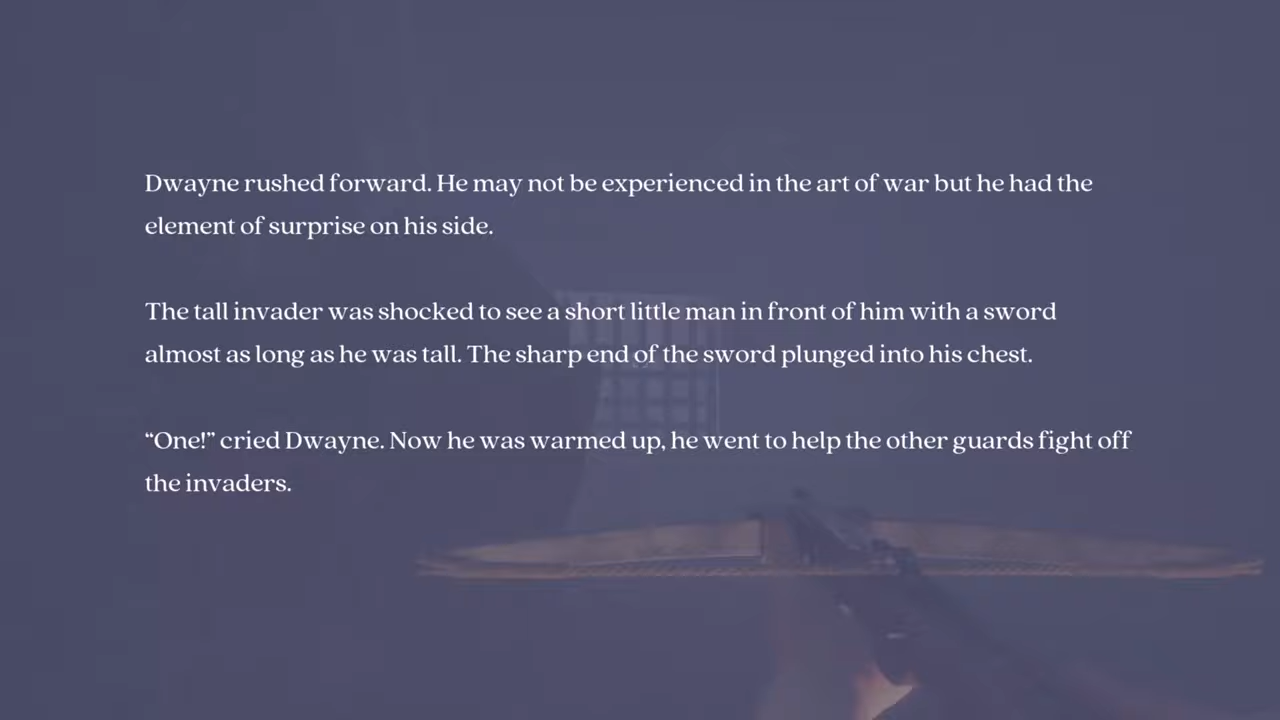 Dwayne rushed forward. He may not be experienced in the art of war but he had the
element of surprise on his side.
The tall invader was shocked to see a short little man in front of him with a sword
almost as long as he was tall. The sharp end of the sword plunged into his chest.
“One!” cried Dwayne. Now he was warmed up, he went to help the other guards fight off
the invaders.